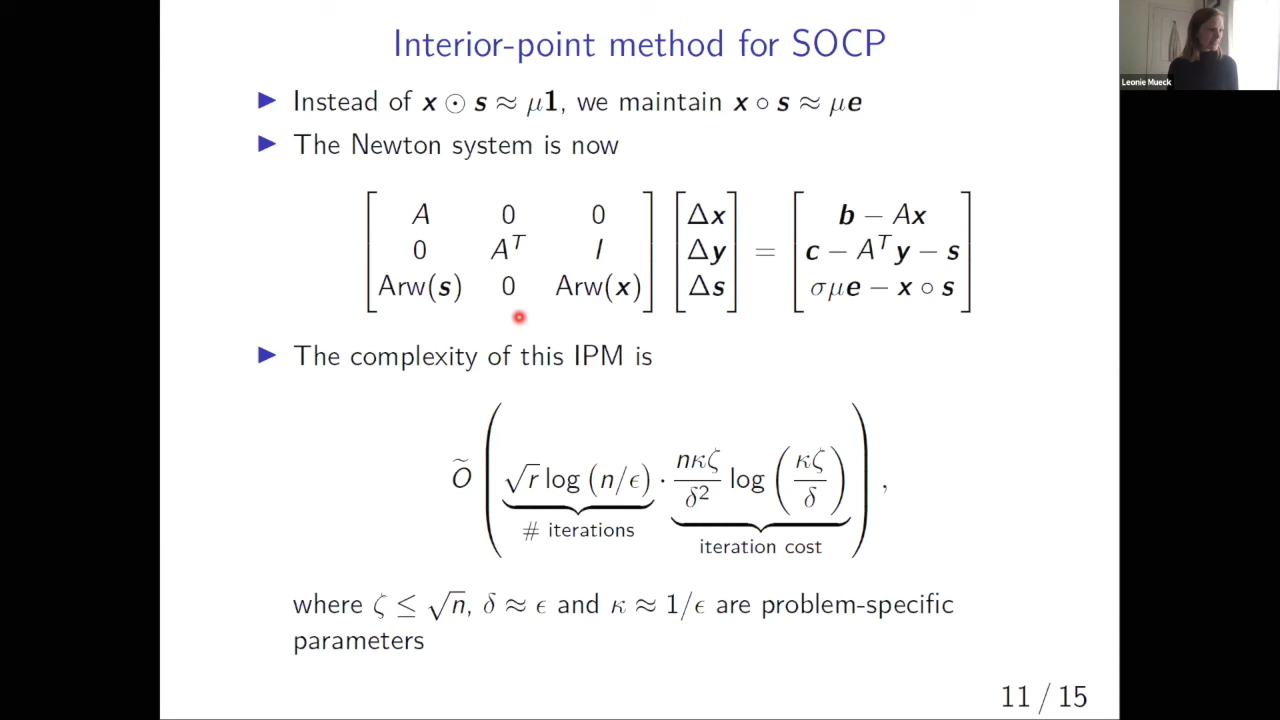 Interior-point method for SOCP
Leonie Mueck
▶ Instead of x ⊙ s ≈ μ1, we maintain x ∘ s ≈ μe
▶ The Newton system is now
[ A 0 0 ; 0 A^T I ; Arw(s) 0 Arw(x) ] [ Δx ; Δy ; Δs ] = [ b − Ax ; c − A^T y − s ; σμe − x ∘ s ]
▶ The complexity of this IPM is
Õ ( √r log (n/ϵ) · nκζ/δ² log (κζ/δ) ) ,
# iterations
iteration cost
where ζ ≤ √n, δ ≈ ϵ and κ ≈ 1/ϵ are problem-specific
parameters
11 / 15